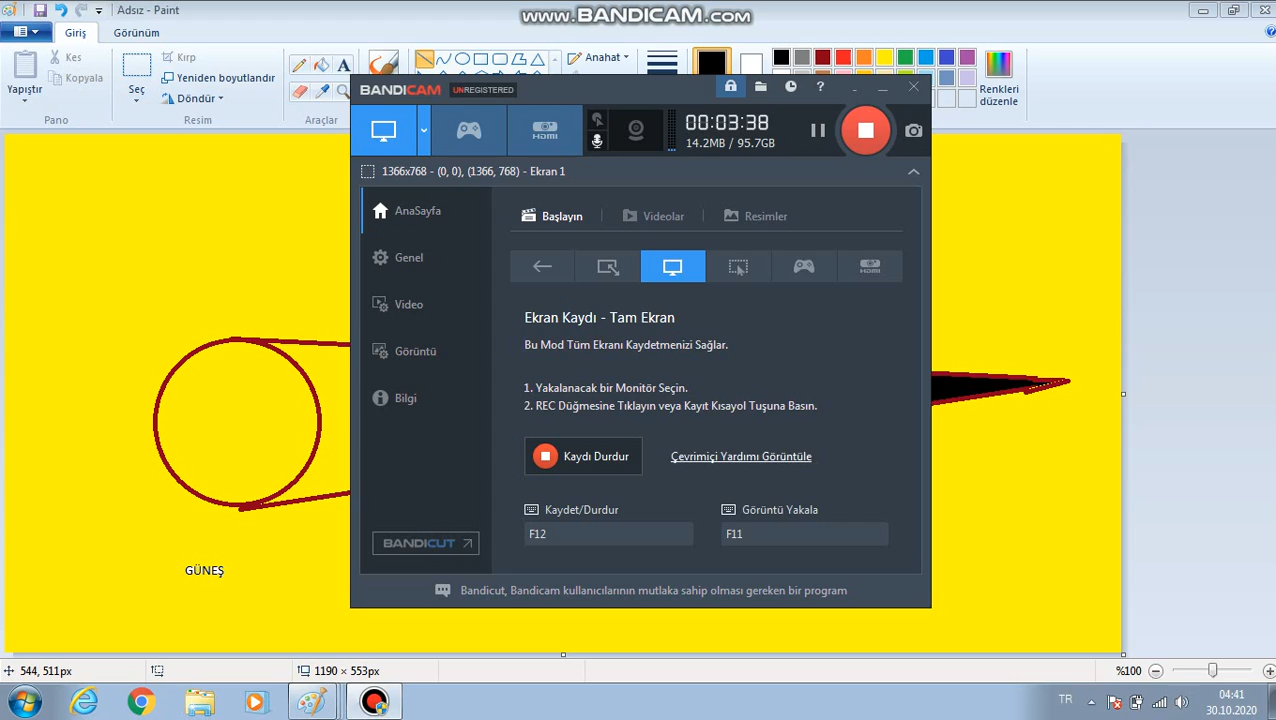 Adsız - Paint
www.BANDICAM.com
Giriş
Görünüm
Yapıştır
Kes
Kopyala
Pano
Seç
Kırp
Yeniden boyutlandır
Döndür
Resim
A
Araçlar
Anahat
Renkleri
düzenle
BANDICAM
UNREGISTERED
?
HDMI
00:03:38
14.2MB / 95.7GB
1366x768 - (0, 0), (1366, 768) - Ekran 1
AnaSayfa
Genel
Video
Görüntü
Bilgi
BANDICUT
Başlayın
Videolar
Resimler
HDMI
Ekran Kaydı - Tam Ekran
Bu Mod Tüm Ekranı Kaydetmenizi Sağlar.
1. Yakalanacak bir Monitör Seçin.
2. REC Düğmesine Tıklayın veya Kayıt Kısayol Tuşuna Basın.
Kaydı Durdur
Çevrimiçi Yardımı Görüntüle
Kaydet/Durdur
Görüntü Yakala
F12
F11
Bandicut, Bandicam kullanıcılarının mutlaka sahip olması gereken bir program
GÜNEŞ
544, 511px
1190 × 553px
%100
TR
04:41
30.10.2020